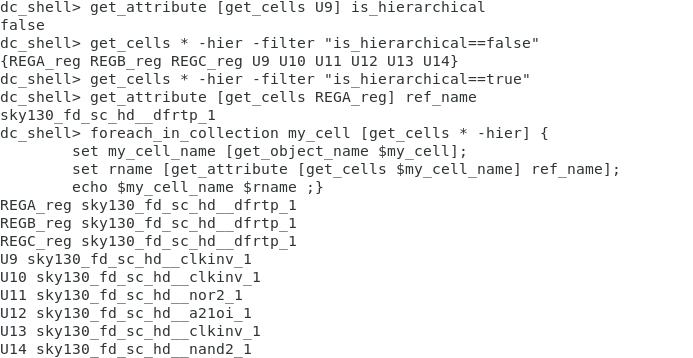 dc_shell> get_attribute [get_cells U9] is_hierarchical
false
dc_shell> get_cells * -hier -filter "is_hierarchical==false"
{REGA_reg REGB_reg REGC_reg U9 U10 U11 U12 U13 U14}
dc_shell> get_cells * -hier -filter "is_hierarchical==true"
dc_shell> get_attribute [get_cells REGA_reg] ref_name
sky130_fd_sc_hd__dfrtp_1
dc_shell> foreach_in_collection my_cell [get_cells * -hier] {
        set my_cell_name [get_object_name $my_cell];
        set rname [get_attribute [get_cells $my_cell_name] ref_name];
        echo $my_cell_name $rname ;}
REGA_reg sky130_fd_sc_hd__dfrtp_1
REGB_reg sky130_fd_sc_hd__dfrtp_1
REGC_reg sky130_fd_sc_hd__dfrtp_1
U9 sky130_fd_sc_hd__clkinv_1
U10 sky130_fd_sc_hd__clkinv_1
U11 sky130_fd_sc_hd__nor2_1
U12 sky130_fd_sc_hd__a21oi_1
U13 sky130_fd_sc_hd__clkinv_1
U14 sky130_fd_sc_hd__nand2_1